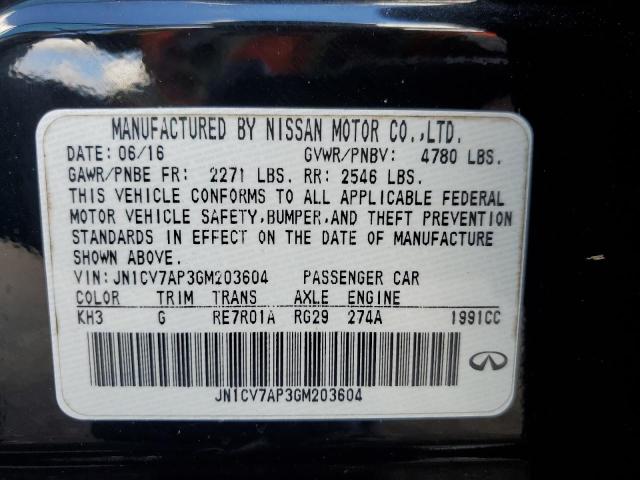 MANUFACTURED BY NISSAN MOTOR CO.,LTD.
DATE: 06/16 GVWR/PNBV: 4780 LBS.
GAWR/PNBE FR: 2271 LBS. RR: 2546 LBS.
THIS VEHICLE CONFORMS TO ALL APPLICABLE FEDERAL
MOTOR VEHICLE SAFETY,BUMPER,AND THEFT PREVENTION
STANDARDS IN EFFECT ON THE DATE OF MANUFACTURE
SHOWN ABOVE.
VIN:JN1CV7AP3GM203604 PASSENGER CAR
COLOR TRIM TRANS AXLE ENGINE
KH3 G RE7R01A RG29 274A 1991CC
JN1CV7AP3GM203604